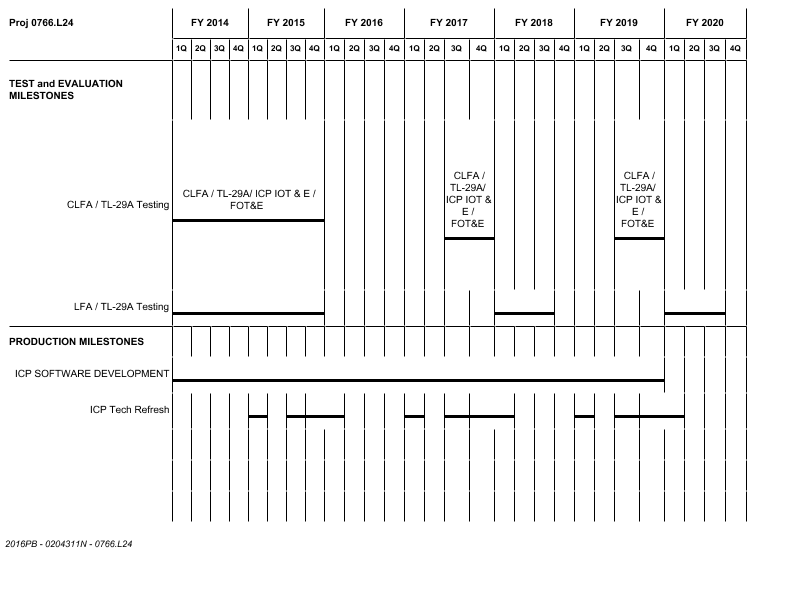 Proj 0766.L24
FY 2014 FY 2015 FY 2016 FY 2017 FY 2018 FY 2019 FY 2020
1Q 2Q 3Q 4Q 1Q 2Q 3Q 4Q 1Q 2Q 3Q 4Q 1Q 2Q 3Q 4Q 1Q 2Q 3Q 4Q 1Q 2Q 3Q 4Q 1Q 2Q 3Q 4Q
TEST and EVALUATION
MILESTONES
CLFA / TL-29A Testing
CLFA / TL-29A/ ICP IOT & E /
FOT&E
CLFA /
TL-29A/
ICP IOT &
E /
FOT&E
CLFA /
TL-29A/
ICP IOT &
E /
FOT&E
LFA / TL-29A Testing
PRODUCTION MILESTONES
ICP SOFTWARE DEVELOPMENT
ICP Tech Refresh
2016PB - 0204311N - 0766.L24